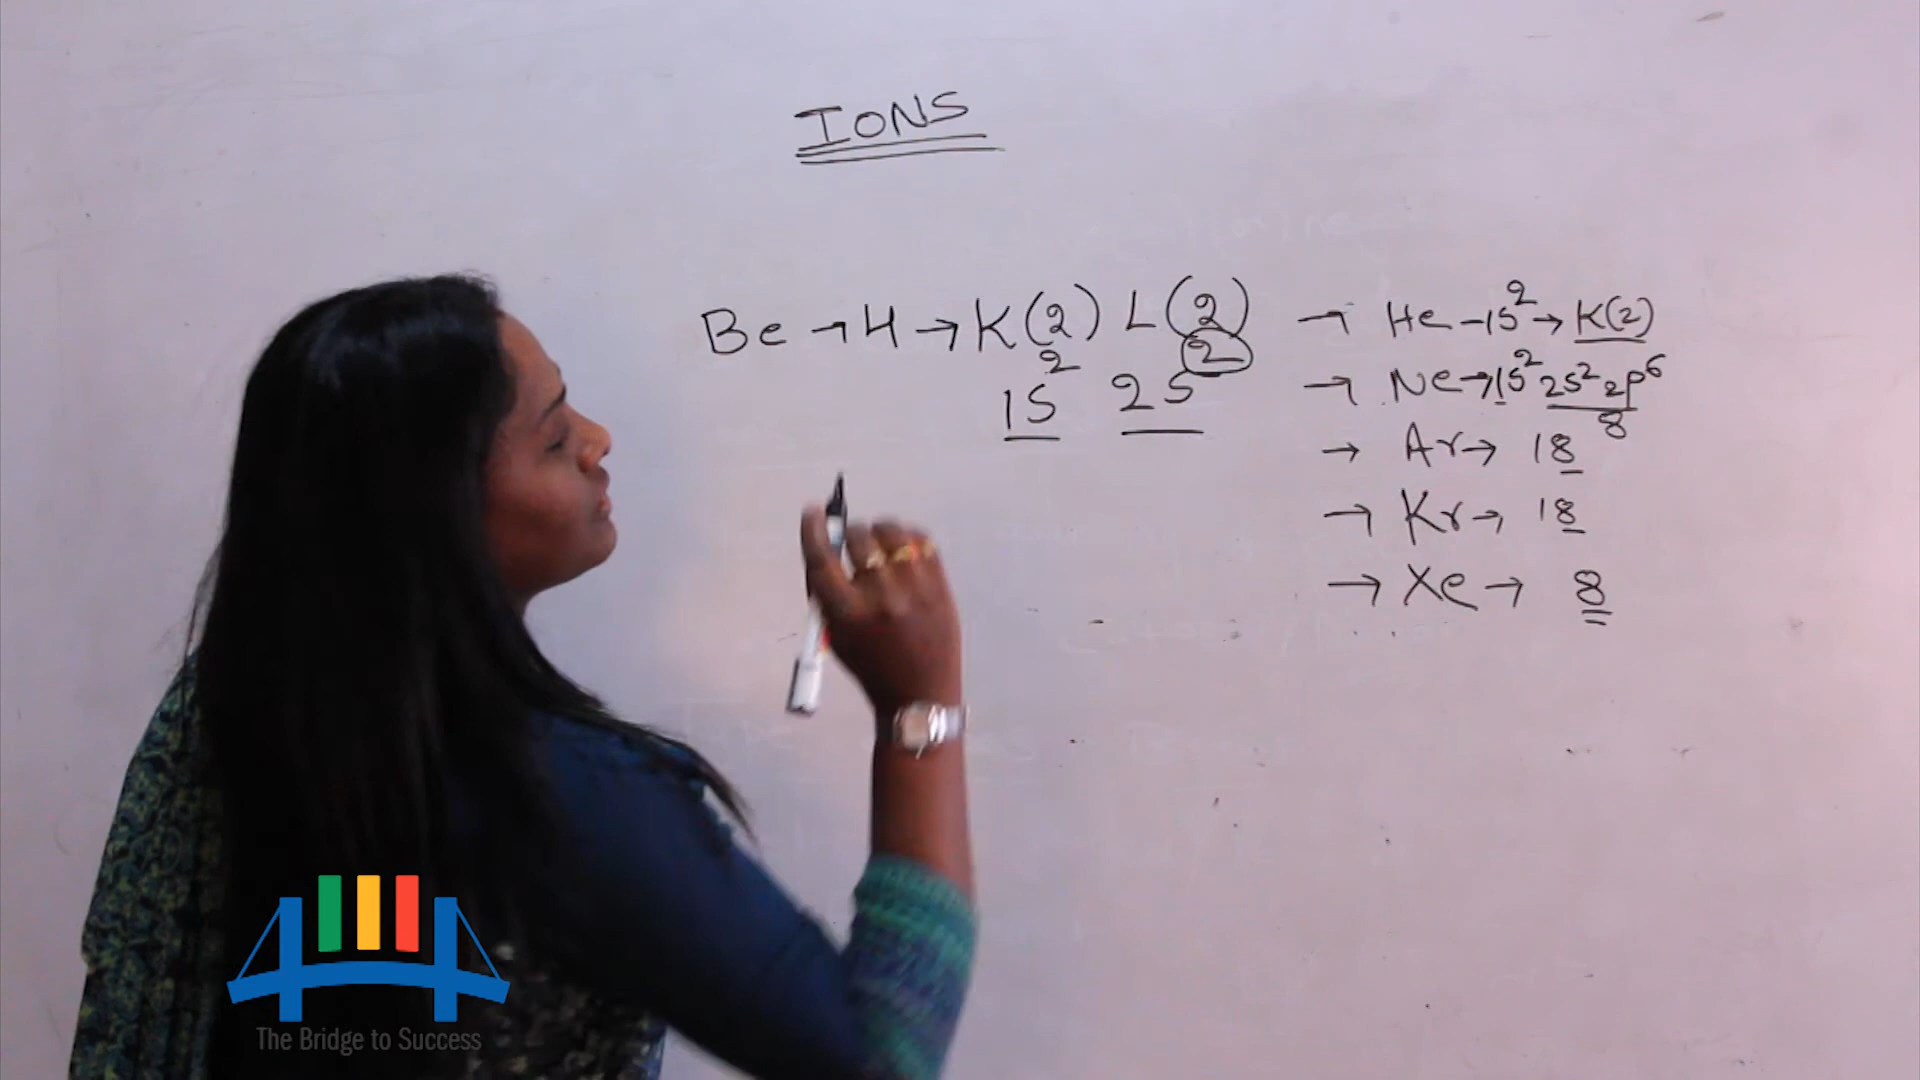 IONS
Be → 4 → K(2) L(2) → He - 1s² → K(2)
1s² 2s² → Ne → 1s² 2s² 2p⁶
8
→ Ar → 18
→ Kr → 18
→ Xe → 8
The Bridge to Success